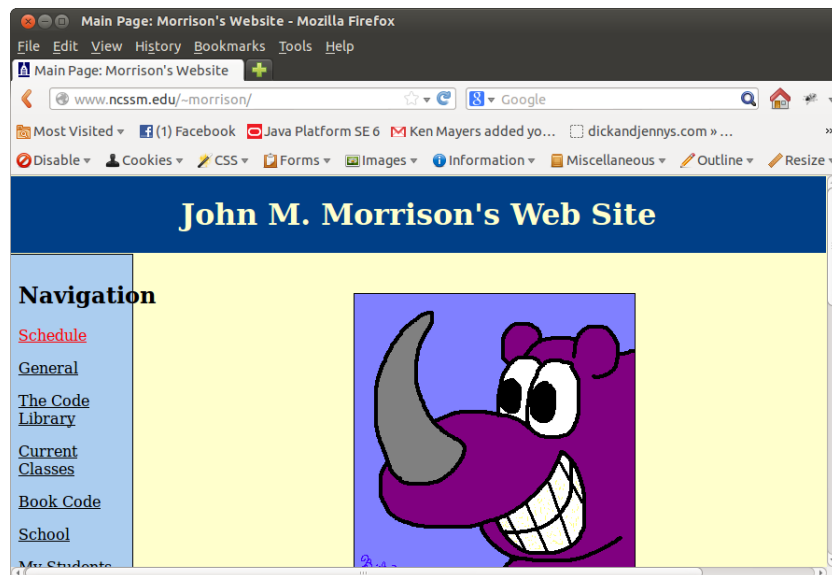 Main Page: Morrison's Website - Mozilla Firefox
File Edit View History Bookmarks Tools Help
Main Page: Morrison's Website
www.ncssm.edu/~morrison/ Google
Most Visited (1) Facebook Java Platform SE 6 Ken Mayers added yo... dickandjennys.com » ... »
Disable Cookies CSS Forms Images Information Miscellaneous Outline Resize
John M. Morrison's Web Site
Navigation
Schedule
General
The Code
Library
Current
Classes
Book Code
School
My Students